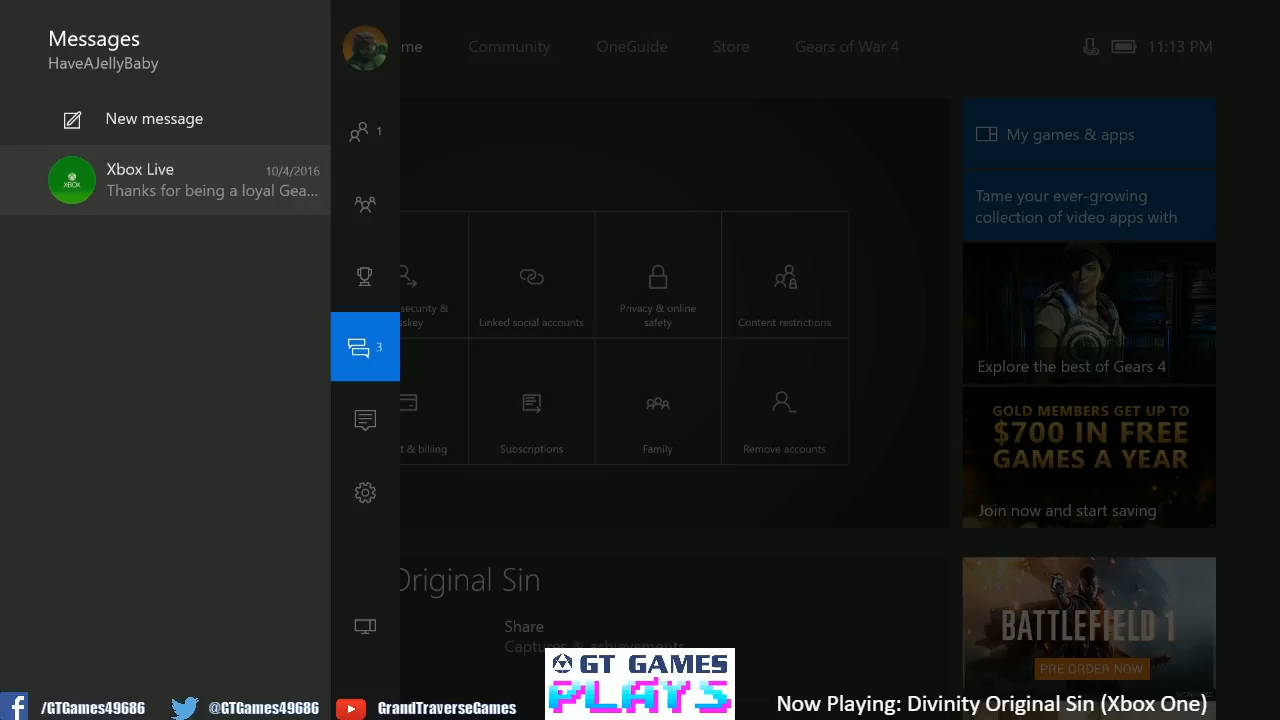 Messages
HaveAJellyBaby
New message
Xbox Live
10/4/2016
Thanks for being a loyal Gea...
XBOX
1
3
me
Community
OneGuide
Store
Gears of War 4
11:13 PM
security &
sskey
Linked social accounts
Privacy & online
safety
Content restrictions
t & billing
Subscriptions
Family
Remove accounts
My games & apps
Tame your ever-growing
collection of video apps with
Explore the best of Gears 4
GOLD MEMBERS GET UP TO
$700 IN FREE
GAMES A YEAR
Join now and start saving
Original Sin
Share
Captures & achievements
BATTLEFIELD 1
PRE ORDER NOW
GT GAMES
PLAYS
/GTGames49686
@GTGames49686
GrandTraverseGames
Now Playing: Divinity Original Sin (Xbox One)